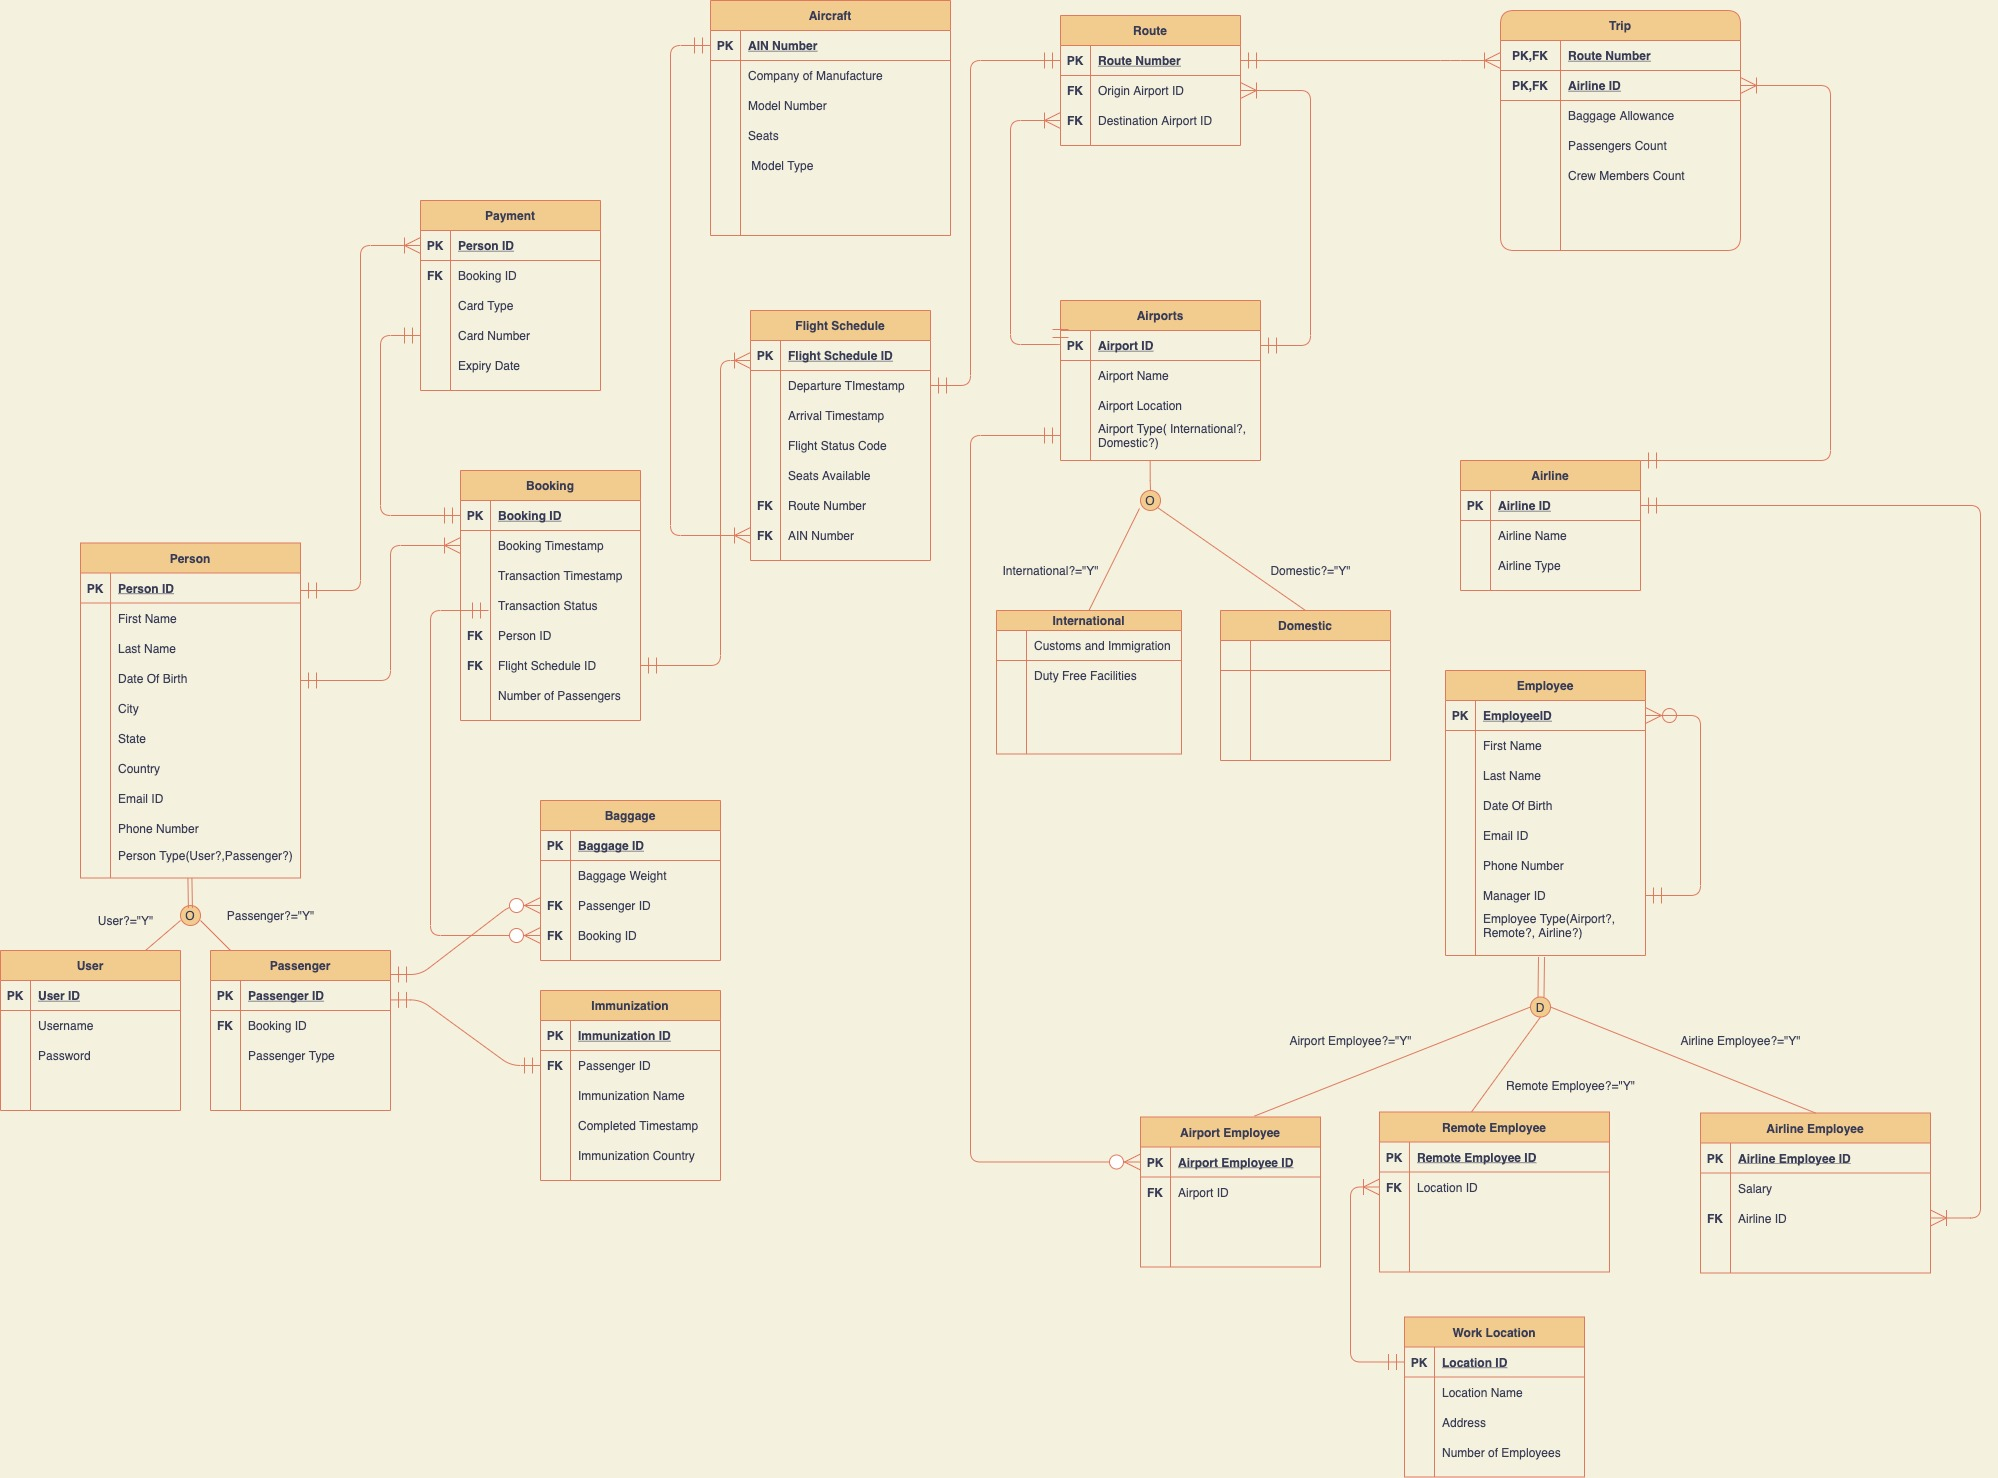 Aircraft
PK AIN Number
Company of Manufacture
Model Number
Seats
Model Type
Route
PK Route Number
FK Origin Airport ID
FK Destination Airport ID
Trip
PK,FK Route Number
PK,FK Airline ID
Baggage Allowance
Passengers Count
Crew Members Count
Payment
PK Person ID
FK Booking ID
Card Type
Card Number
Expiry Date
Flight Schedule
PK Flight Schedule ID
Departure TImestamp
Arrival Timestamp
Flight Status Code
Seats Available
FK Route Number
FK AIN Number
Airports
PK Airport ID
Airport Name
Airport Location
Airport Type( International?,
Domestic?)
O
International?="Y"
Domestic?="Y"
International
Customs and Immigration
Duty Free Facilities
Domestic
Airline
PK Airline ID
Airline Name
Airline Type
Booking
PK Booking ID
Booking Timestamp
Transaction Timestamp
Transaction Status
FK Person ID
FK Flight Schedule ID
Number of Passengers
Person
PK Person ID
First Name
Last Name
Date Of Birth
City
State
Country
Email ID
Phone Number
Person Type(User?,Passenger?)
O
User?="Y"
Passenger?="Y"
User
PK User ID
Username
Password
Passenger
PK Passenger ID
FK Booking ID
Passenger Type
Baggage
PK Baggage ID
Baggage Weight
FK Passenger ID
FK Booking ID
Immunization
PK Immunization ID
FK Passenger ID
Immunization Name
Completed Timestamp
Immunization Country
Employee
PK EmployeeID
First Name
Last Name
Date Of Birth
Email ID
Phone Number
Manager ID
Employee Type(Airport?,
Remote?, Airline?)
D
Airport Employee?="Y"
Remote Employee?="Y"
Airline Employee?="Y"
Airport Employee
PK Airport Employee ID
FK Airport ID
Remote Employee
PK Remote Employee ID
FK Location ID
Airline Employee
PK Airline Employee ID
Salary
FK Airline ID
Work Location
PK Location ID
Location Name
Address
Number of Employees